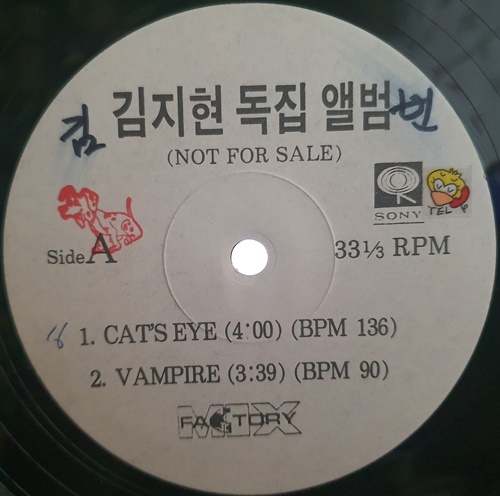 김 김지현 독집 앨범 번
(NOT FOR SALE)
SONY
TEL
Side A
33⅓ RPM
1. CAT'S EYE (4:00) (BPM 136)
2. VAMPIRE (3:39) (BPM 90)
MIX FACTORY